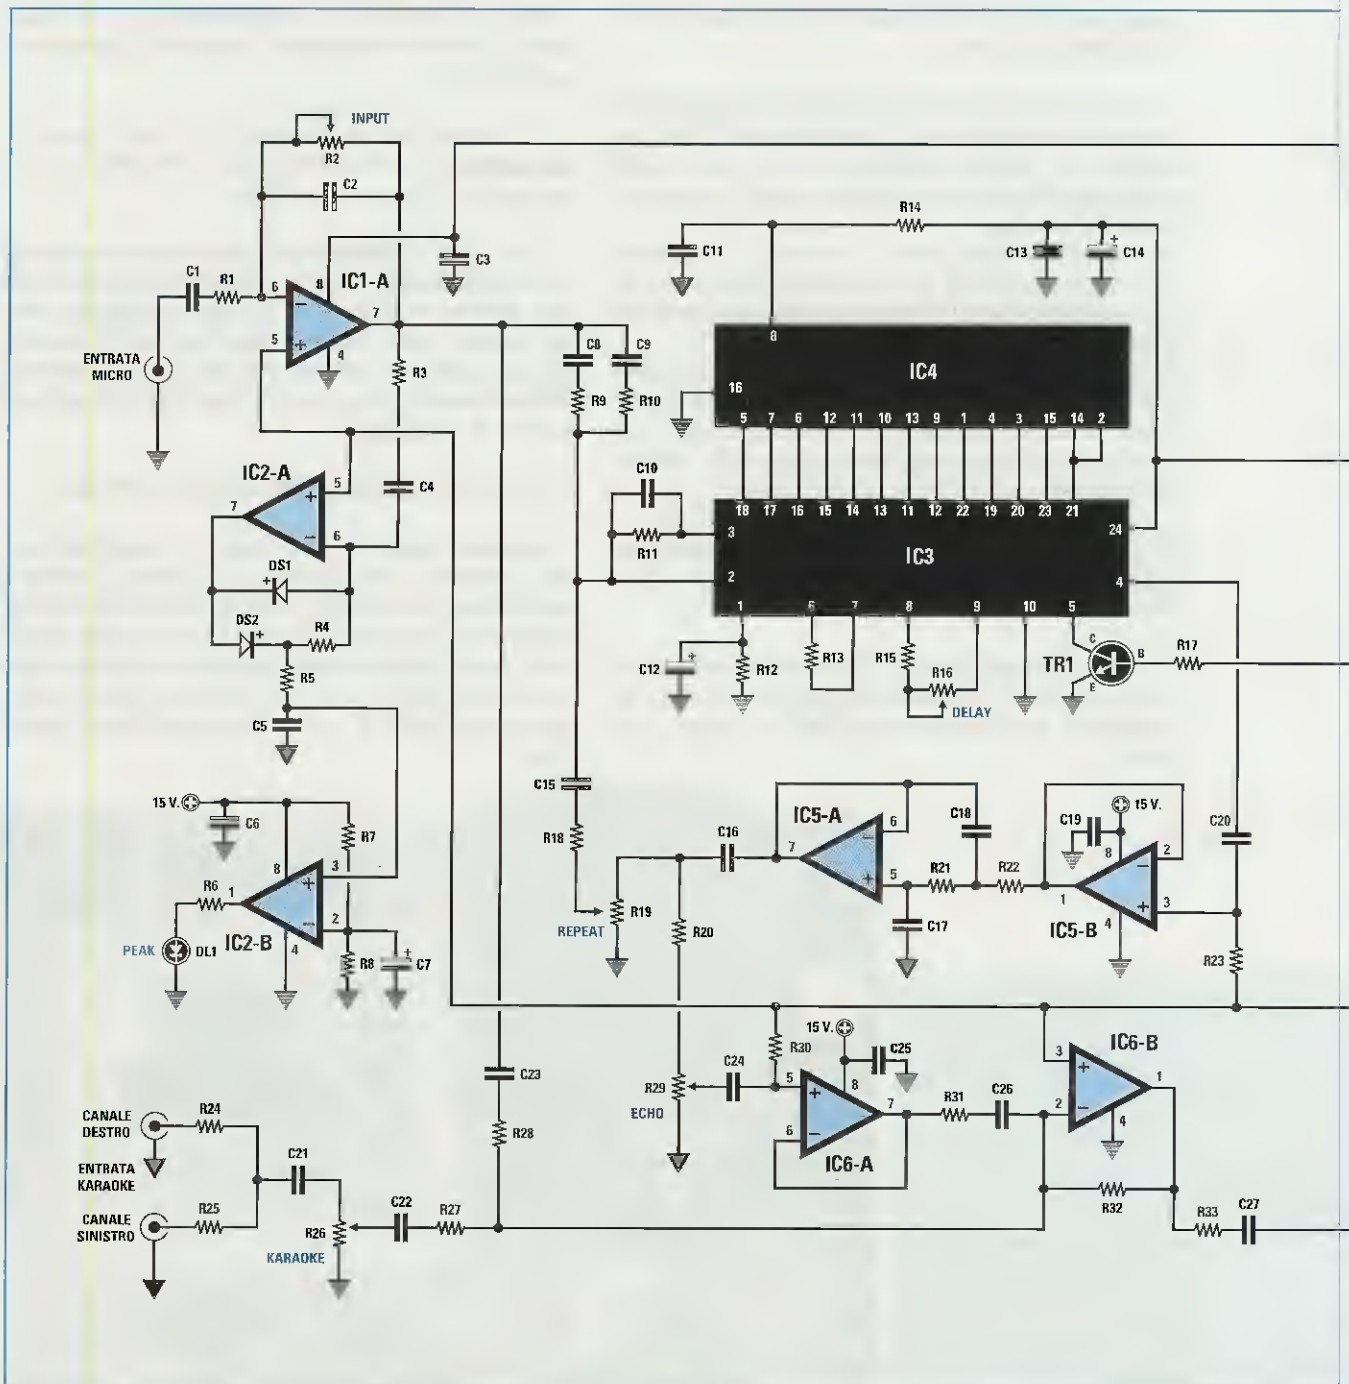 INPUT
R2
C2
R14
C11
C13
+
C14
C3
C1
R1
6
8
IC1-A
7
5
4
ENTRATA
MICRO
R3
C8
C9
R9
R10
8
IC4
16
5 7 6 12 11 10 13 9 1 4 3 15 14 2
IC2-A
7
5
6
C4
C10
R11
18 17 16 15 14 13 11 12 22 19 20 23 21
3
IC3
24
2
4
1 6 7 8 9 10 5
DS1
+
DS2
+
R4
R5
C5
C12
+
R12
R13
R15
R16
DELAY
TR1
C
B
E
R17
15 V.
C6
R7
8
3
R6
1
2
IC2-B
4
PEAK
DL1
R8
+
C7
C15
R18
C16
IC5-A
7
6
5
C18
R21
R22
C17
R19
REPEAT
R20
C19
15 V.
8
2
1
3
4
IC5-B
C20
R23
C23
R28
R29
ECHO
C24
R30
15 V.
C25
5
8
7
6
IC6-A
R31
C26
3
IC6-B
1
2
4
R32
R33
C27
CANALE
DESTRO
R24
ENTRATA
KARAOKE
CANALE
SINISTRO
R25
C21
R26
KARAOKE
C22
R27